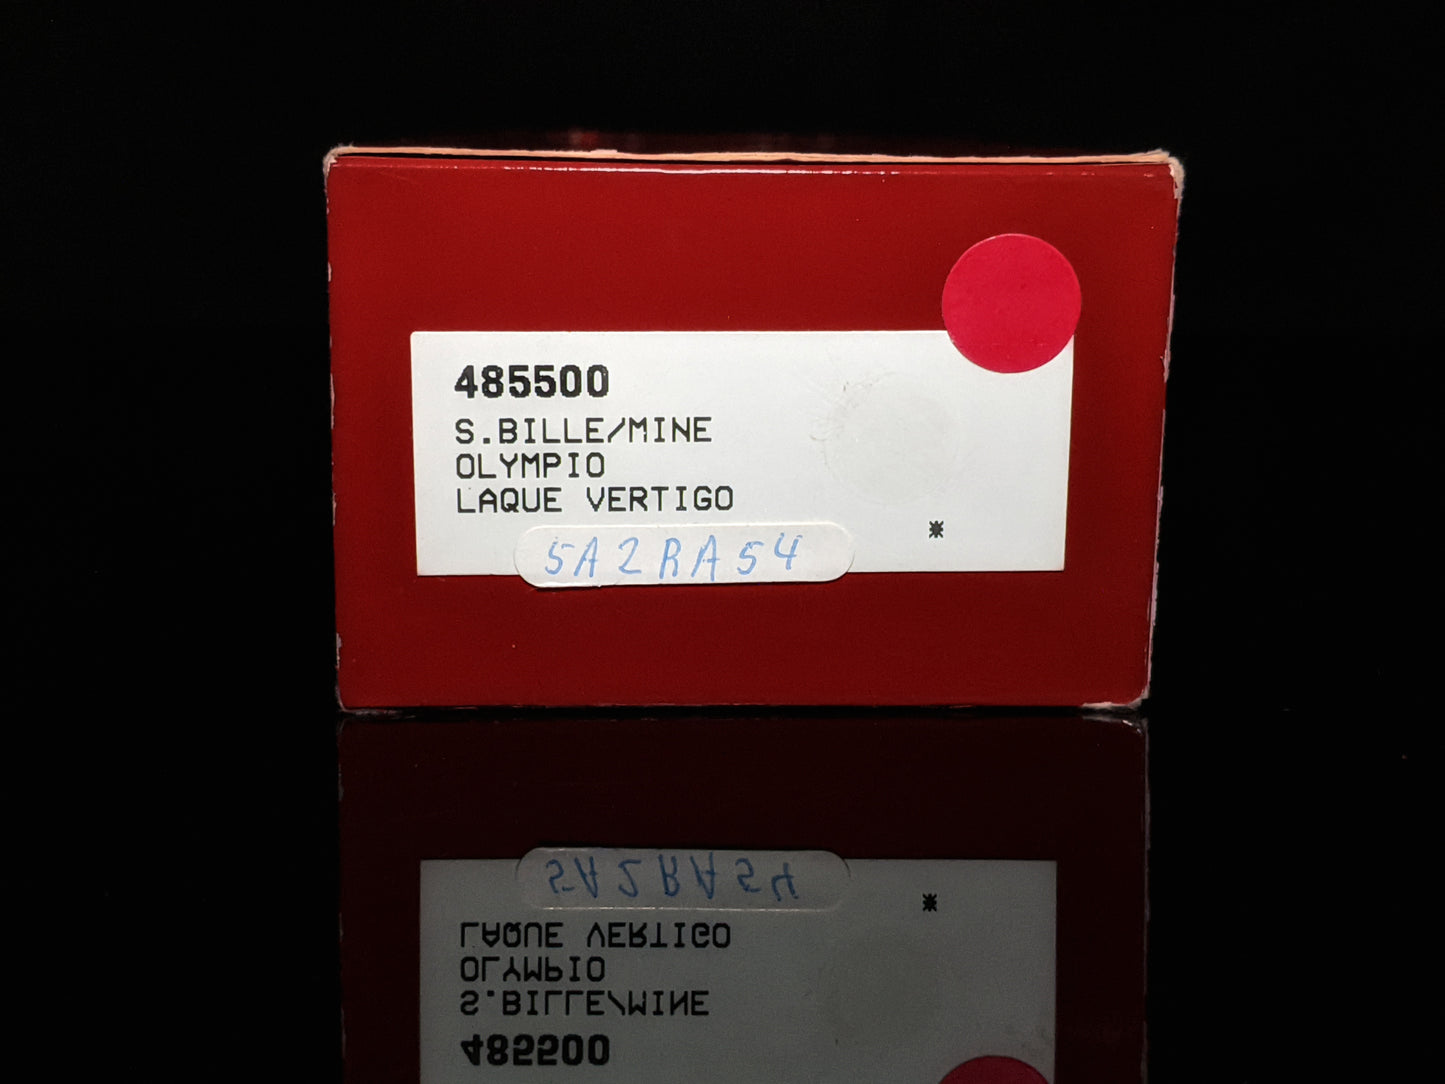 485500
S.BILLE/MINE
OLYMPIO
LAQUE VERTIGO
*
5A2RA54